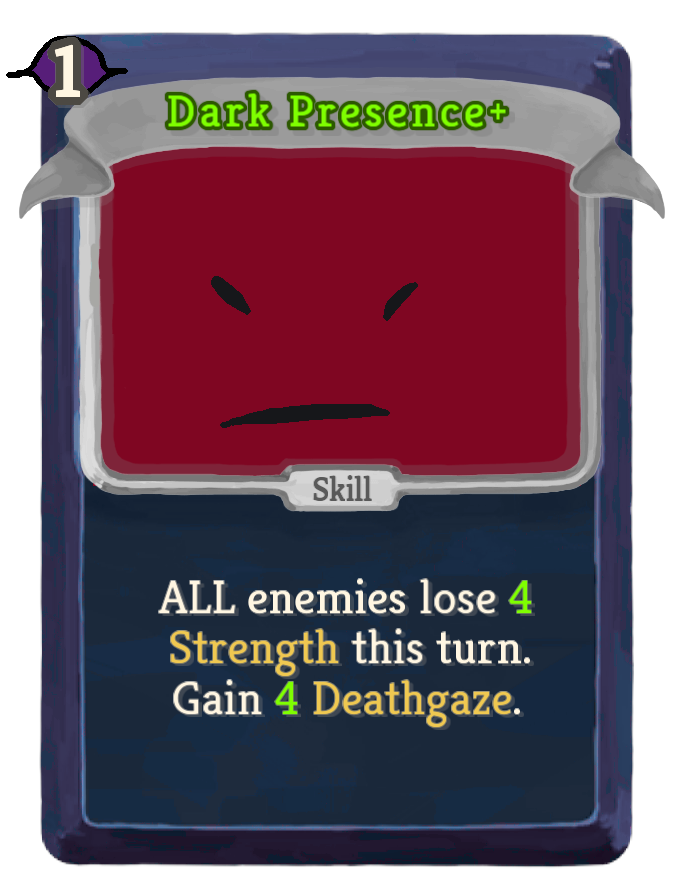 1
Dark Presence+
Skill
ALL enemies lose 4
Strength this turn.
Gain 4 Deathgaze.